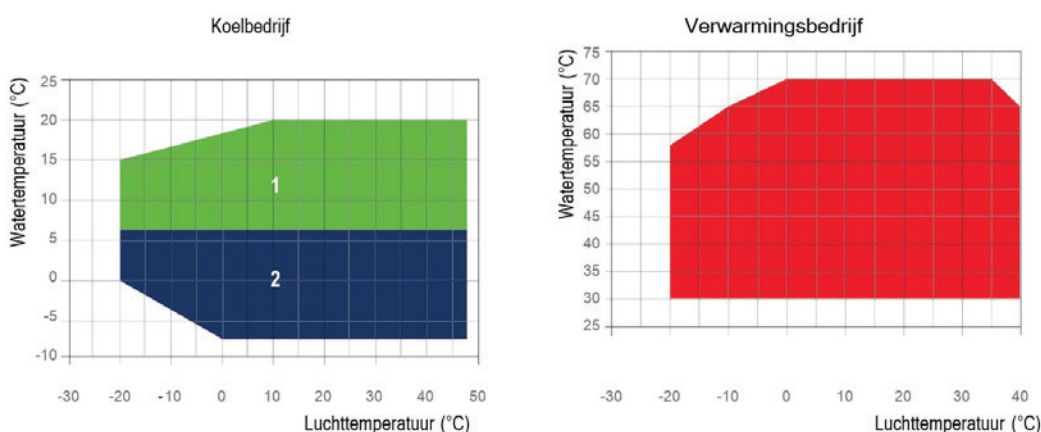 Koelbedrijf
Watertemperatuur (°C)
25
20
15
10
5
0
-5
-10
1
2
-30 -20 -10 0 10 20 30 40 50
Luchttemperatuur (°C)
Verwarmingsbedrijf
Watertemperatuur (°C)
75
70
65
60
55
50
45
40
35
30
25
-30 -20 -10 0 10 20 30 40
Luchttemperatuur (°C)